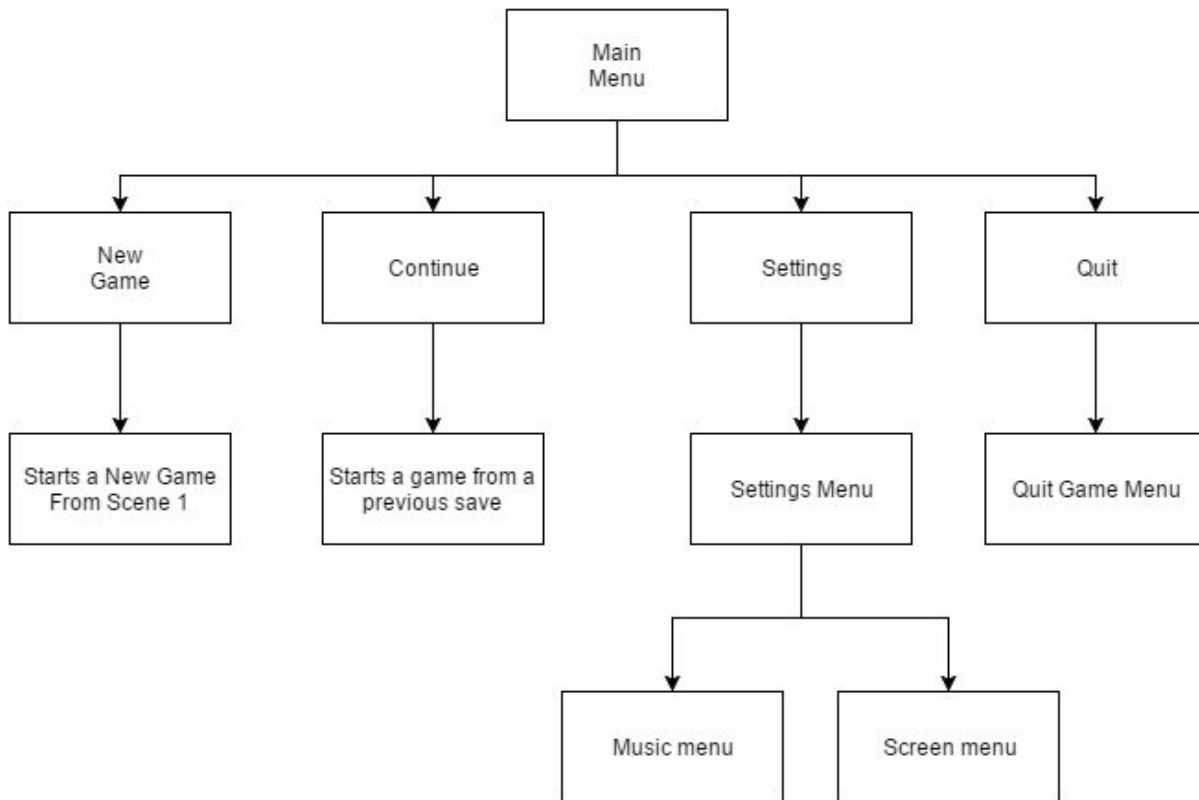 Main
Menu
New
Game
Continue
Settings
Quit
Starts a New Game
From Scene 1
Starts a game from a
previous save
Settings Menu
Quit Game Menu
Music menu
Screen menu